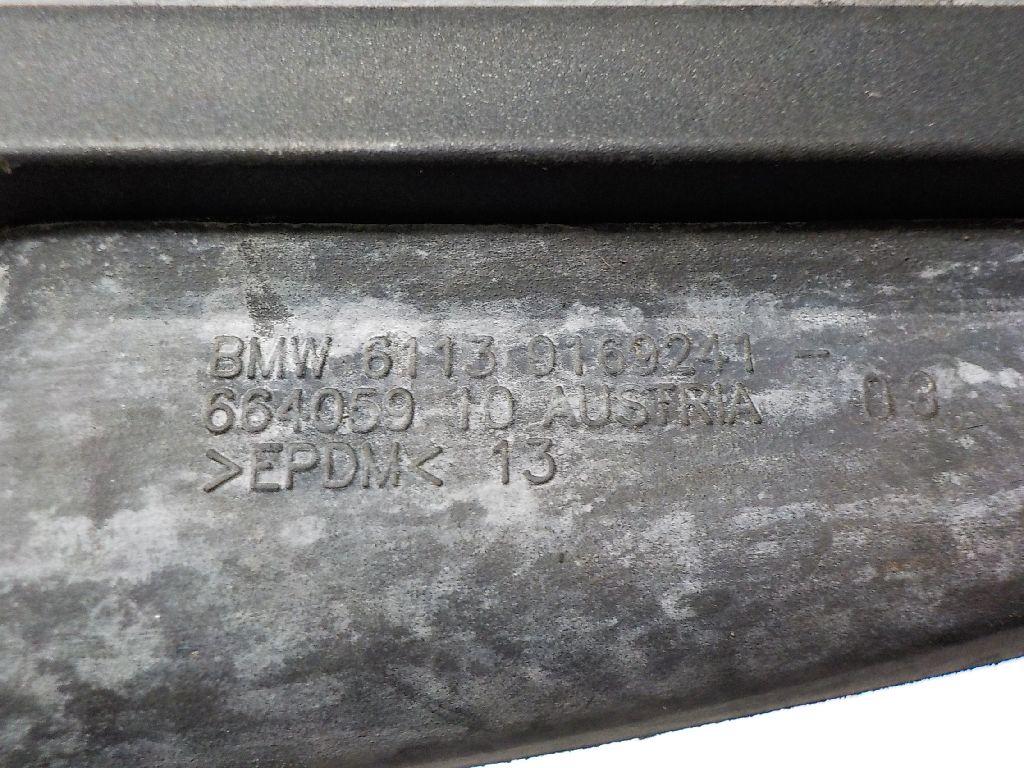 BMW 6113 9169241 - 03
664059 10 AUSTRIA
>EPDM< 13